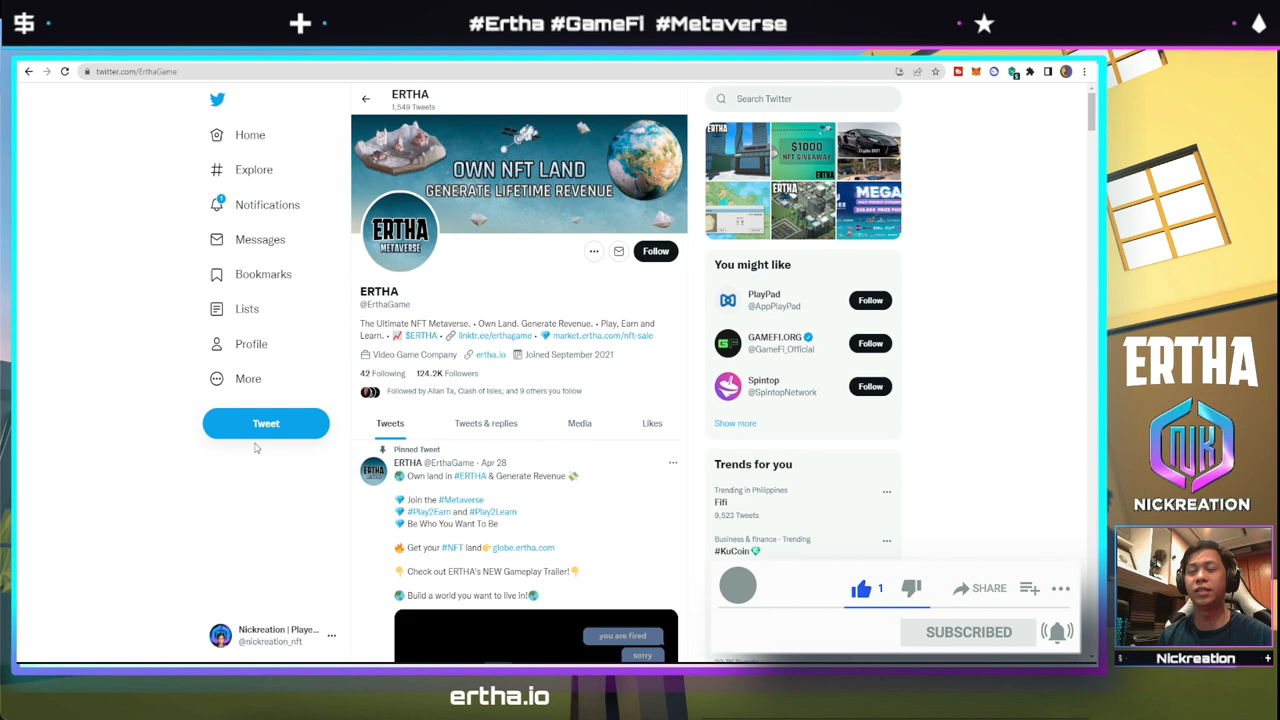 #Ertha #GameFI #Metaverse
twitter.com/ErthaGame
Home
Explore
Notifications
1
Messages
Bookmarks
Lists
Profile
More
Tweet
Nickreation | Playe...
@nickreation_nft
ERTHA
1,549 Tweets
OWN NFT LAND
GENERATE LIFETIME REVENUE
ERTHA
METAVERSE
Follow
ERTHA
@ErthaGame
The Ultimate NFT Metaverse. • Own Land. Generate Revenue. • Play, Earn and
Learn. • 📈 $ERTHA • 🔗 linktr.ee/erthagame • 💎 market.ertha.com/nft-sale
Video Game Company ertha.io Joined September 2021
42 Following 124.2K Followers
Followed by Allan Ta, Clash of Isles, and 9 others you follow
Tweets Tweets & replies Media Likes
Pinned Tweet
ERTHA @ErthaGame · Apr 28
🌏 Own land in #ERTHA & Generate Revenue 💸
💎 Join the #Metaverse
💎 #Play2Earn and #Play2Learn
💎 Be Who You Want To Be
🔥 Get your #NFT land👉globe.ertha.com
👇 Check out ERTHA's NEW Gameplay Trailer!👇
🌏 Build a world you want to live in!🌏
you are fired
sorry
Search Twitter
ERTHA
$1000
NFT GIVEAWAY
ERTHA
Crypto 2021
ERTHA
MEGA
You might like
PlayPad
@AppPlayPad
Follow
GAMEFI.ORG
@GameFi_Official
Follow
Spintop
@SpintopNetwork
Follow
Show more
Trends for you
Trending in Philippines
Fifi
9,523 Tweets
Business & finance · Trending
#KuCoin
1
SHARE
SUBSCRIBED
ERTHA
NICKREATION
Nickreation
ertha.io